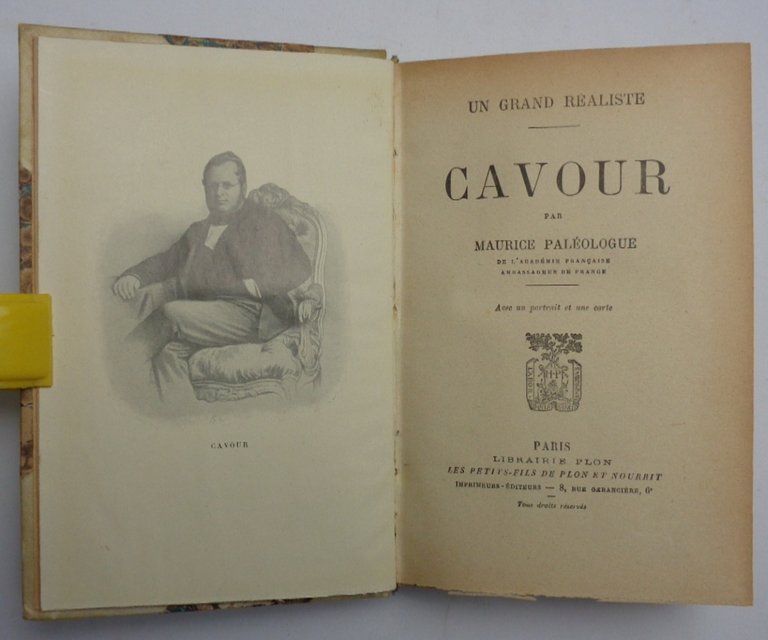 CAVOUR
UN GRAND RÉALISTE
CAVOUR
PAR
MAURICE PALÉOLOGUE
DE L'ACADÉMIE FRANÇAISE
AMBASSADEUR DE FRANCE
Avec un portrait et une carte
PARIS
LIBRAIRIE PLON
LES PETITS-FILS DE PLON ET NOURRIT
IMPRIMEURS-ÉDITEURS — 8, RUE GARANCIÈRE, 6e
Tous droits réservés